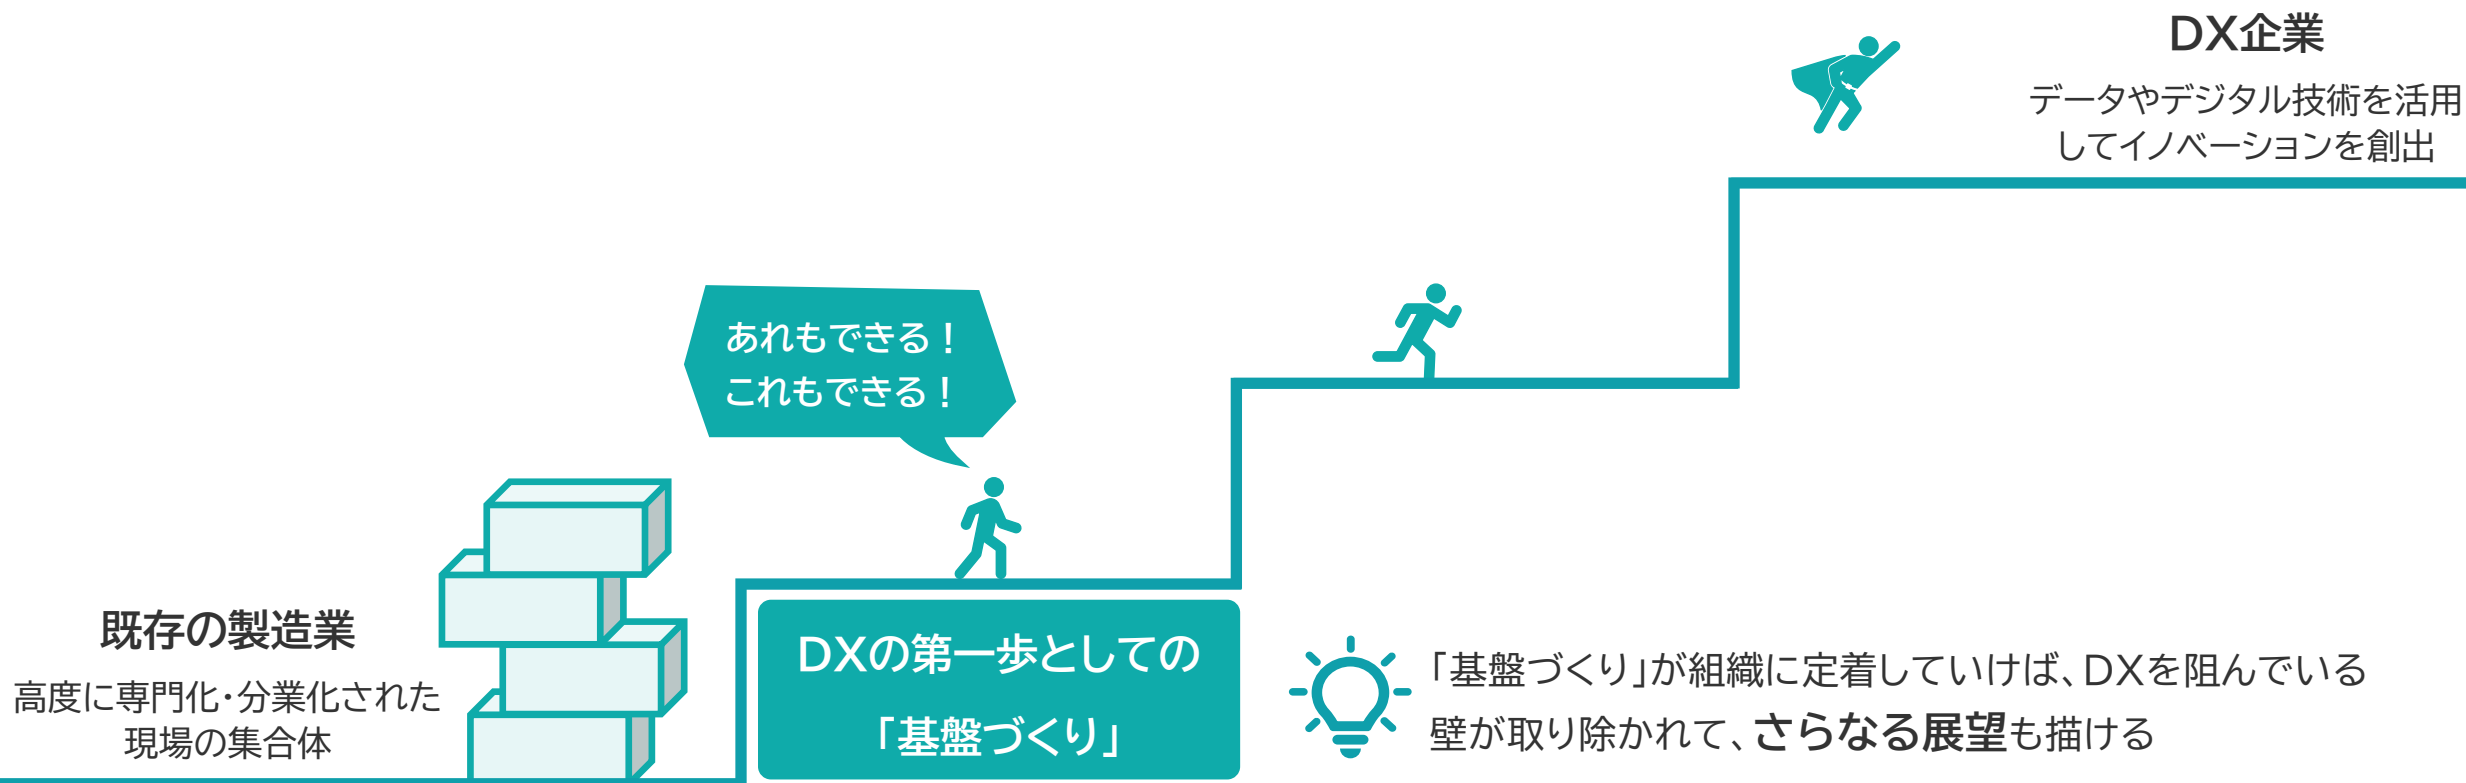 DX企業
データやデジタル技術を活用
してイノベーションを創出
あれもできる！
これもできる！
既存の製造業
高度に専門化・分業化された
現場の集合体
DXの第一歩としての
「基盤づくり」
「基盤づくり」が組織に定着していけば、DXを阻んでいる
壁が取り除かれて、さらなる展望も描ける